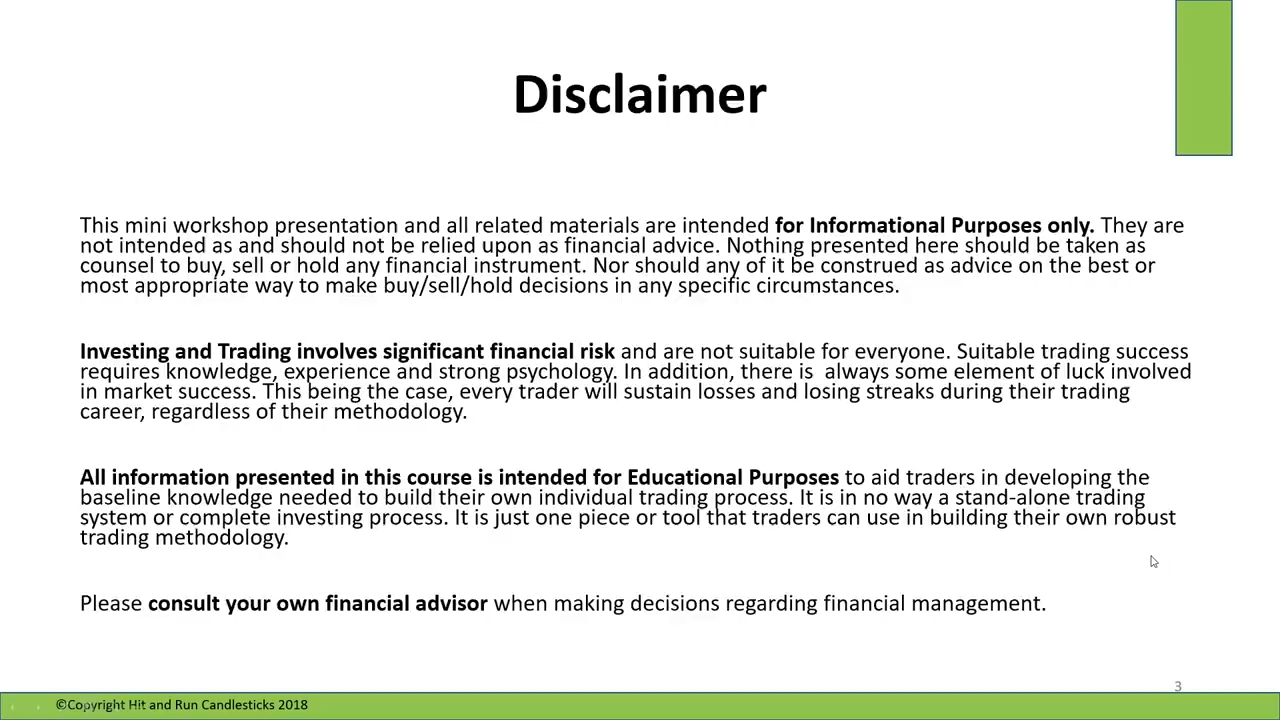 Disclaimer
This mini workshop presentation and all related materials are intended for Informational Purposes only. They are
not intended as and should not be relied upon as financial advice. Nothing presented here should be taken as
counsel to buy, sell or hold any financial instrument. Nor should any of it be construed as advice on the best or
most appropriate way to make buy/sell/hold decisions in any specific circumstances.
Investing and Trading involves significant financial risk and are not suitable for everyone. Suitable trading success
requires knowledge, experience and strong psychology. In addition, there is  always some element of luck involved
in market success. This being the case, every trader will sustain losses and losing streaks during their trading
career, regardless of their methodology.
All information presented in this course is intended for Educational Purposes to aid traders in developing the
baseline knowledge needed to build their own individual trading process. It is in no way a stand-alone trading
system or complete investing process. It is just one piece or tool that traders can use in building their own robust
trading methodology.
Please consult your own financial advisor when making decisions regarding financial management.
3
©Copyright Hit and Run Candlesticks 2018